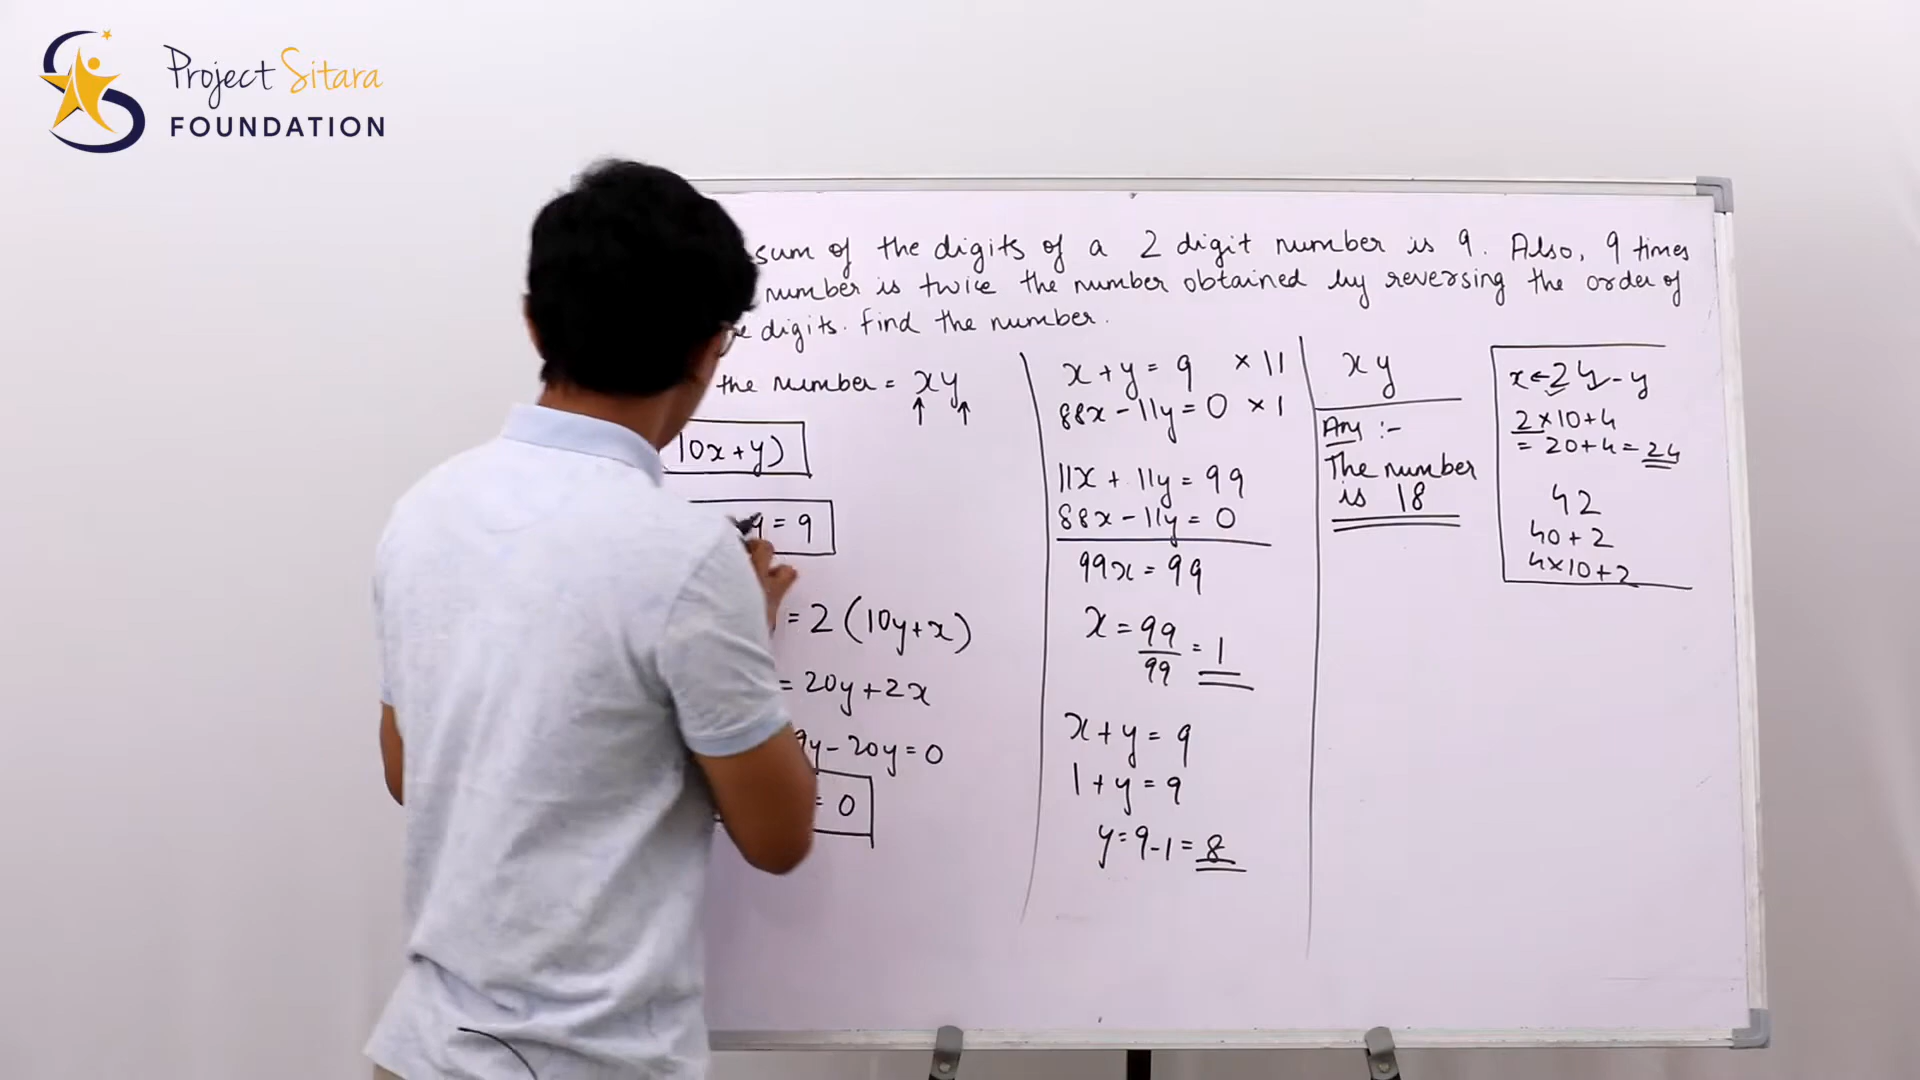 Project Sitara
FOUNDATION
sum of the digits of a 2 digit number is 9. Also, 9 times
number is twice the number obtained by reversing the order of
digits. Find the number.
the number = xy
↑ ↑
10x+y)
y = 9
= 2 (10y+x)
= 20y+2x
9y - 20y = 0
= 0
x + y = 9 × 11
88x - 11y = 0 × 1
11x + 11y = 99
88x - 11y = 0
99x = 99
x = 99/99 = 1
x + y = 9
1 + y = 9
y = 9 - 1 = 8
xy
Ans :-
The number
is 18
x ← 24 - y
2×10+4
= 20+4 = 24
42
40+2
4×10+2